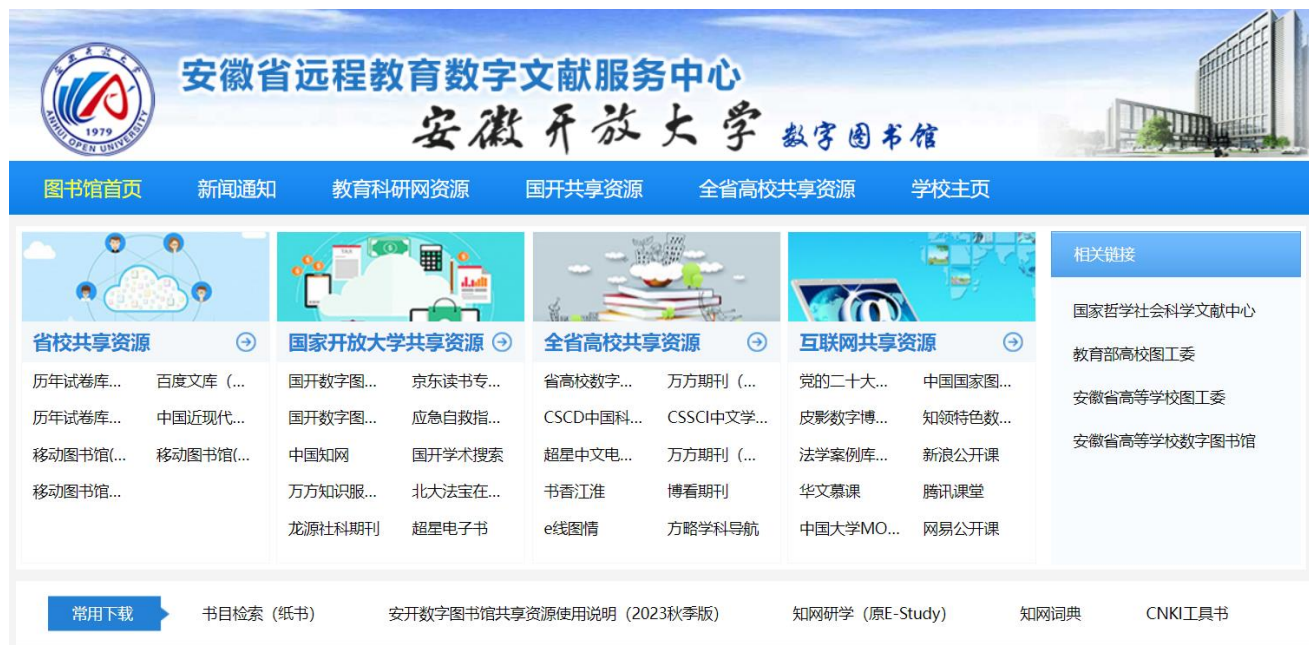 安徽省远程教育数字文献服务中心
安徽开放大学 数字图书馆
1979
ANHUI OPEN UNIVERSITY
图书馆首页 新闻通知 教育科研网资源 国开共享资源 全省高校共享资源 学校主页
省校共享资源
历年试卷库... 百度文库（...
历年试卷库... 中国近现代...
移动图书馆(... 移动图书馆(...
移动图书馆...
国家开放大学共享资源
国开数字图... 京东读书专...
国开数字图... 应急自救指...
中国知网 国开学术搜索
万方知识服... 北大法宝在...
龙源社科期刊 超星电子书
全省高校共享资源
省高校数字... 万方期刊（...
CSCD中国科... CSSCI中文学...
超星中文电... 万方期刊（...
书香江淮 博看期刊
e线图情 方略学科导航
互联网共享资源
党的二十大... 中国国家图...
皮影数字博... 知领特色数...
法学案例库... 新浪公开课
华文慕课 腾讯课堂
中国大学MO... 网易公开课
相关链接
国家哲学社会科学文献中心
教育部高校图工委
安徽省高等学校图工委
安徽省高等学校数字图书馆
常用下载 书目检索（纸书） 安开数字图书馆共享资源使用说明（2023秋季版） 知网研学（原E-Study） 知网词典 CNKI工具书